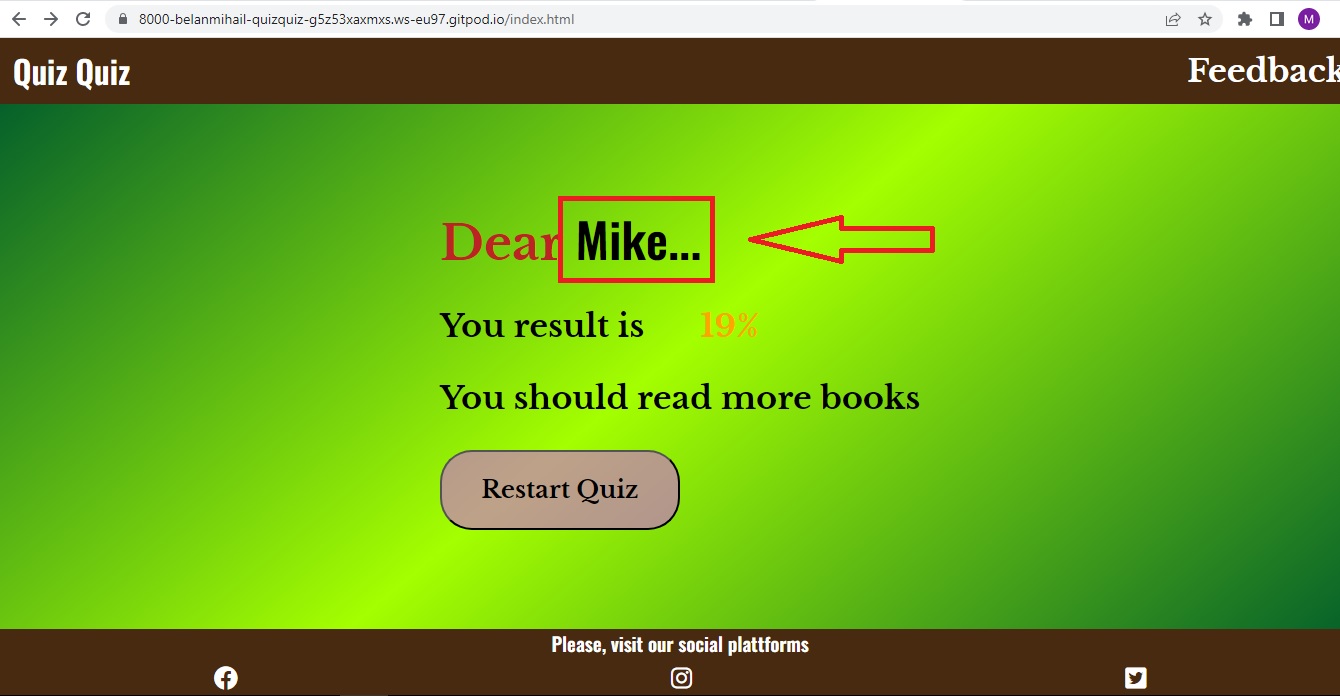 8000-belanmihail-quizquiz-g5z53xaxmxs.ws-eu97.gitpod.io/index.html
M
Quiz Quiz
Feedback
Dear Mike...
You result is 19%
You should read more books
Restart Quiz
Please, visit our social plattforms